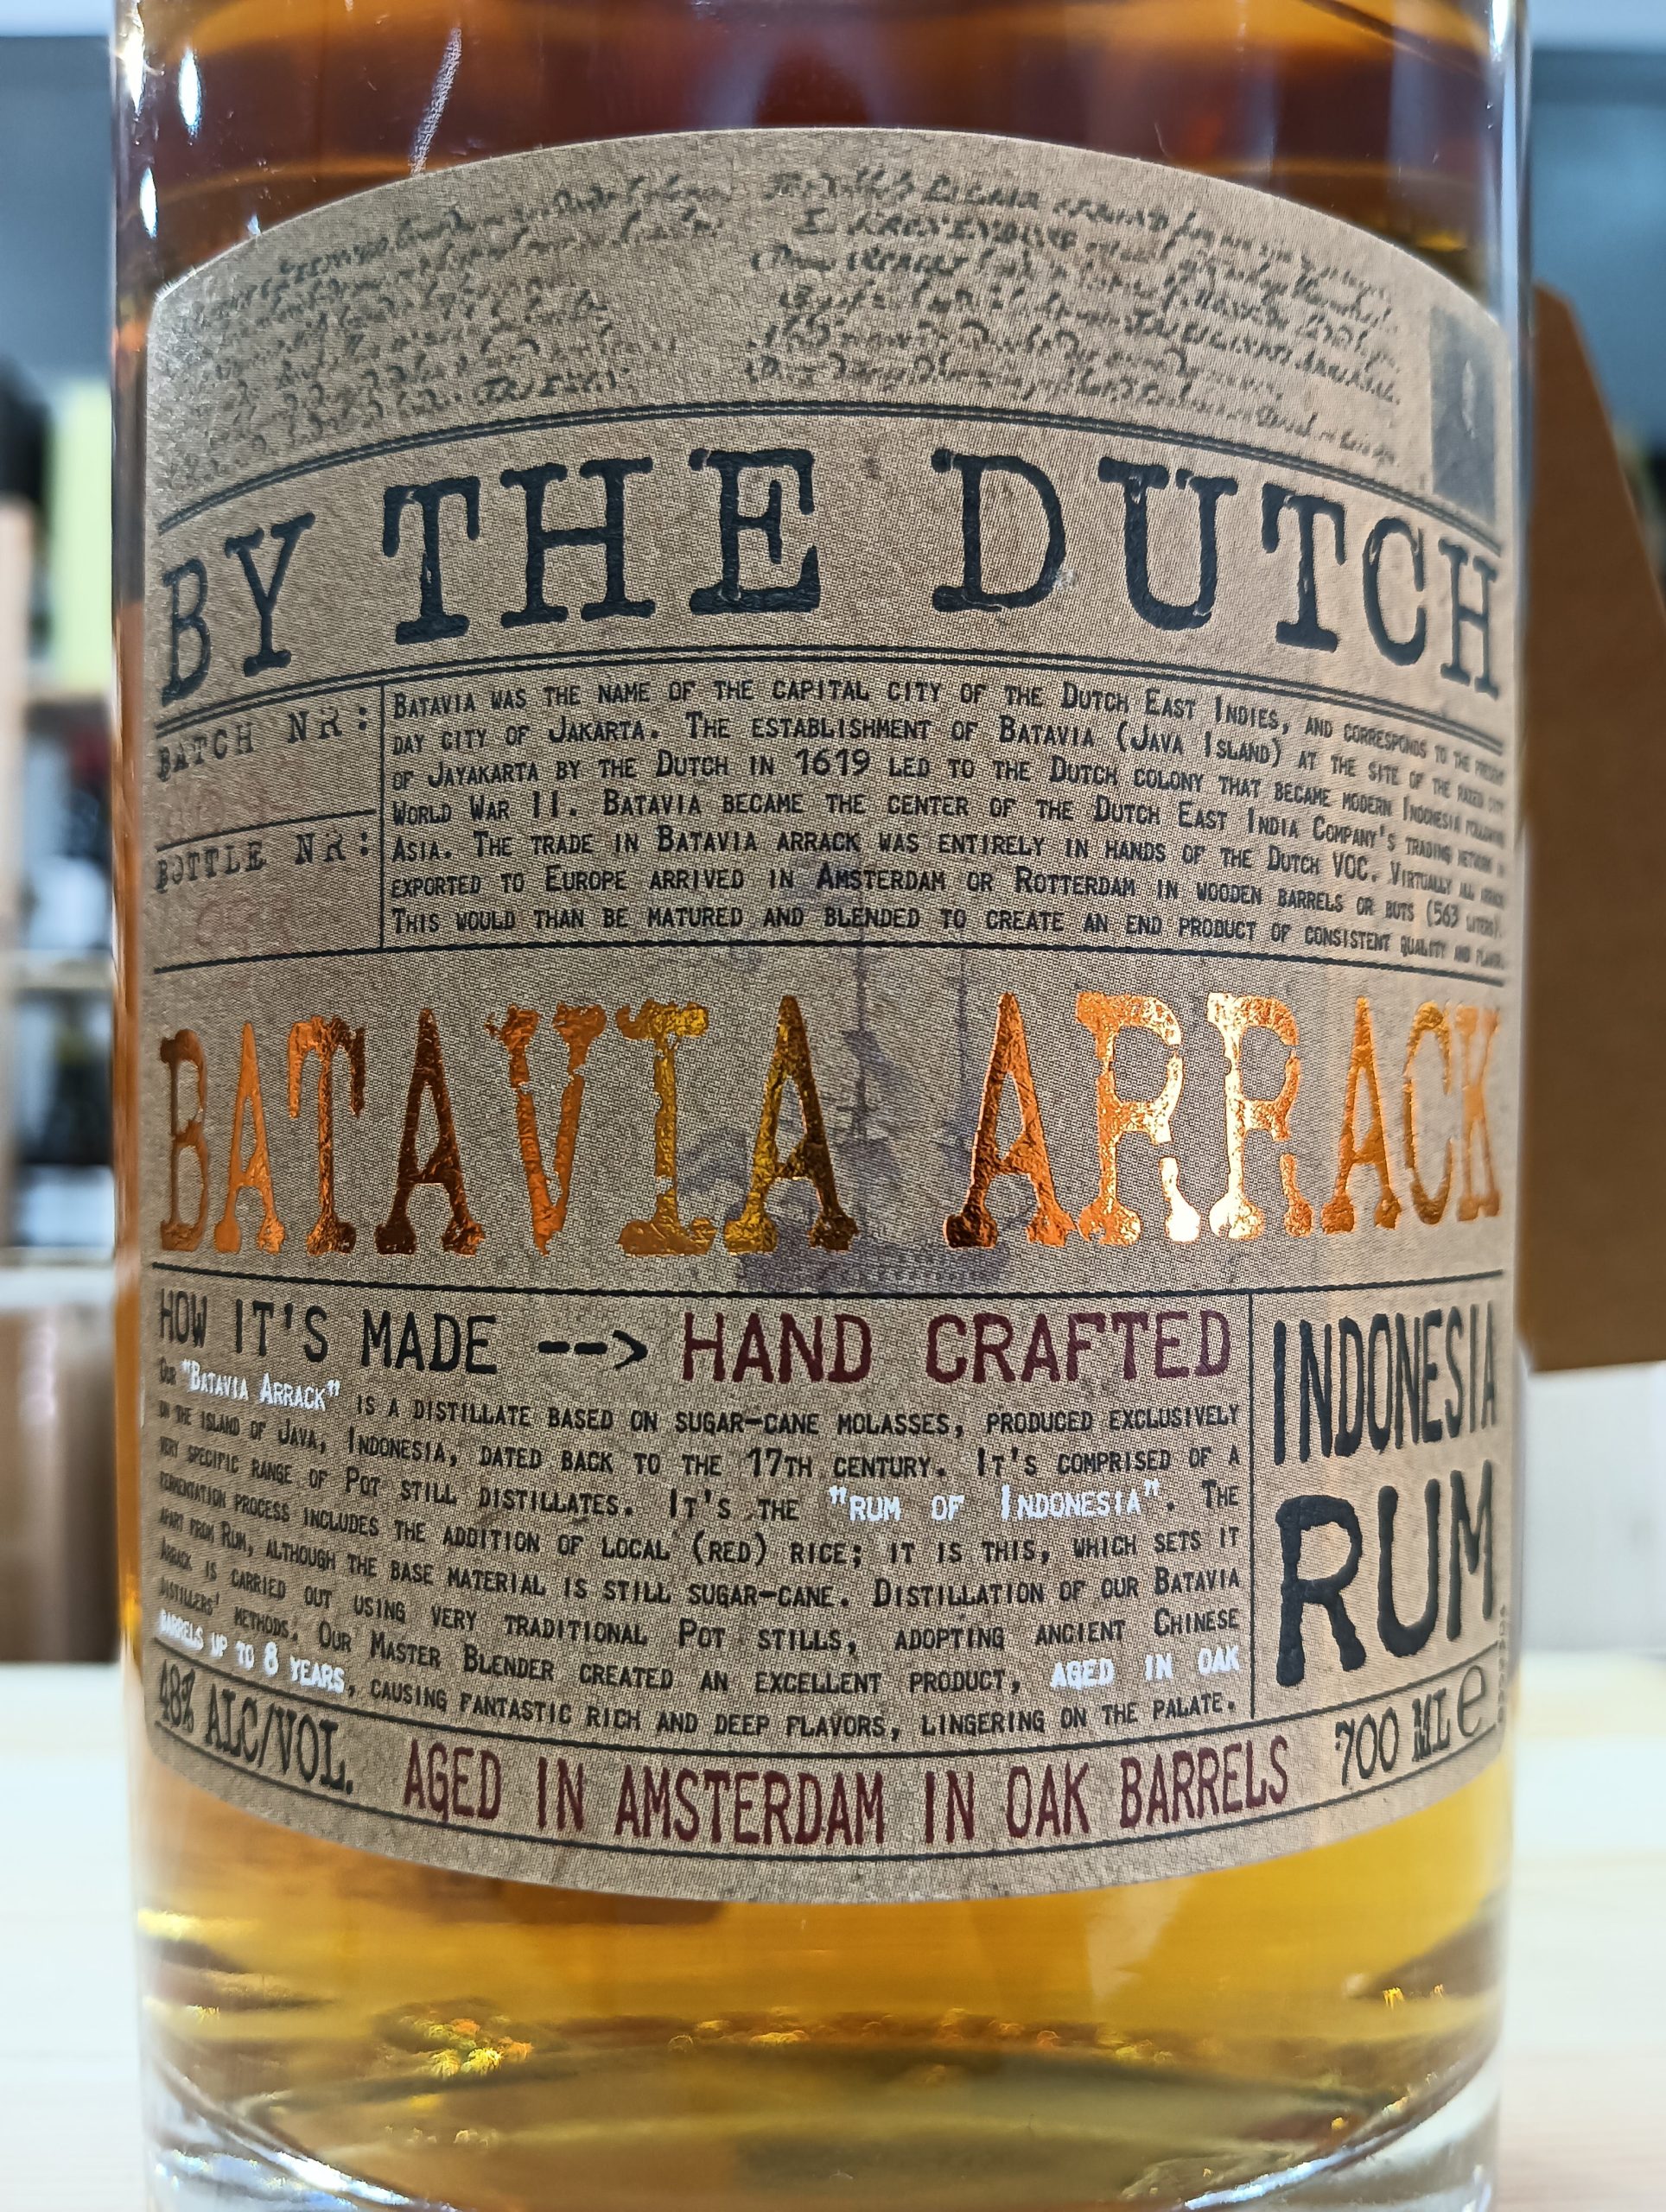 BY THE DUTCH
BATCH NR:
BOTTLE NR:
BATAVIA WAS THE NAME OF THE CAPITAL CITY OF THE DUTCH EAST INDIES, AND CORRESPONDS TO THE PRESENT
DAY CITY OF JAKARTA. THE ESTABLISHMENT OF BATAVIA (JAVA ISLAND) AT THE SITE OF THE RAZED CITY
OF JAYAKARTA BY THE DUTCH IN 1619 LED TO THE DUTCH COLONY THAT BECAME MODERN INDONESIA FOLLOWING
WORLD WAR II. BATAVIA BECAME THE CENTER OF THE DUTCH EAST INDIA COMPANY'S TRADING NETWORK IN
ASIA. THE TRADE IN BATAVIA ARRACK WAS ENTIRELY IN HANDS OF THE DUTCH VOC. VIRTUALLY ALL ARRACK
EXPORTED TO EUROPE ARRIVED IN AMSTERDAM OR ROTTERDAM IN WOODEN BARRELS OR BUTS (563 LITERS).
THIS WOULD THAN BE MATURED AND BLENDED TO CREATE AN END PRODUCT OF CONSISTENT QUALITY AND FLAVOR.
BATAVIA ARRACK
HOW IT'S MADE --> HAND CRAFTED
OUR "BATAVIA ARRACK" IS A DISTILLATE BASED ON SUGAR-CANE MOLASSES, PRODUCED EXCLUSIVELY
ON THE ISLAND OF JAVA, INDONESIA, DATED BACK TO THE 17TH CENTURY. IT'S COMPRISED OF A
VERY SPECIFIC RANGE OF POT STILL DISTILLATES. IT'S THE "RUM OF INDONESIA". THE
FERMENTATION PROCESS INCLUDES THE ADDITION OF LOCAL (RED) RICE; IT IS THIS, WHICH SETS IT
APART FROM RUM, ALTHOUGH THE BASE MATERIAL IS STILL SUGAR-CANE. DISTILLATION OF OUR BATAVIA
ARRACK IS CARRIED OUT USING VERY TRADITIONAL POT STILLS, ADOPTING ANCIENT CHINESE
DISTILLERS' METHODS. OUR MASTER BLENDER CREATED AN EXCELLENT PRODUCT, AGED IN OAK
BARRELS UP TO 8 YEARS, CAUSING FANTASTIC RICH AND DEEP FLAVORS, LINGERING ON THE PALATE.
INDONESIA
RUM
48% ALC/VOL.
AGED IN AMSTERDAM IN OAK BARRELS
700 ML e